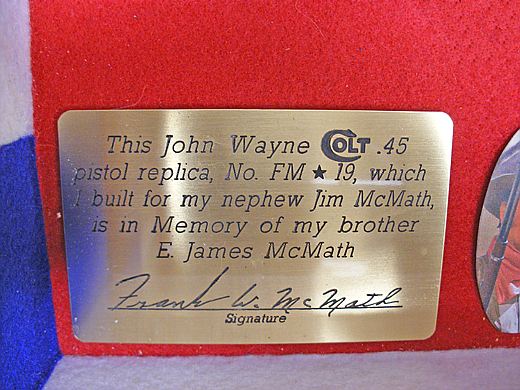 This John Wayne COLT .45
pistol replica, No. FM ★ 19, which
I built for my nephew Jim McMath,
is in Memory of my brother
E. James McMath
Frank W. McMath
Signature